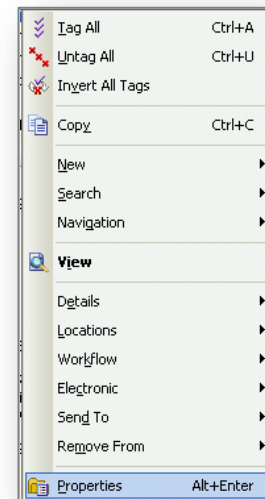 Tag All Ctrl+A
Untag All Ctrl+U
Invert All Tags
Copy Ctrl+C
New
Search
Navigation
View
Details
Locations
Workflow
Electronic
Send To
Remove From
Properties Alt+Enter